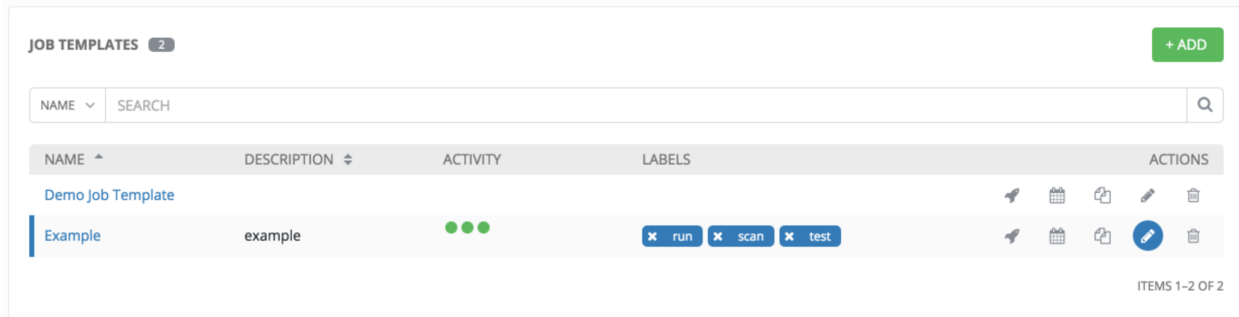 JOB TEMPLATES 2
+ ADD
NAME SEARCH
NAME DESCRIPTION ACTIVITY LABELS ACTIONS
Demo Job Template
Example example × run × scan × test
ITEMS 1–2 OF 2